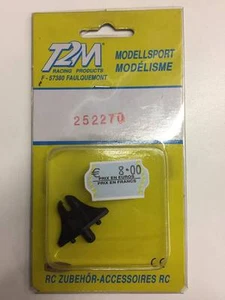 T2M
RACING PRODUCTS
F - 57380 FAULQUEMONT
MODELLSPORT
MODÉLISME
252270
€ 8.00
PRIX EN EUROS
PRIX EN FRANCS
RC ZUBEHÖR-ACCESSOIRES RC
CE